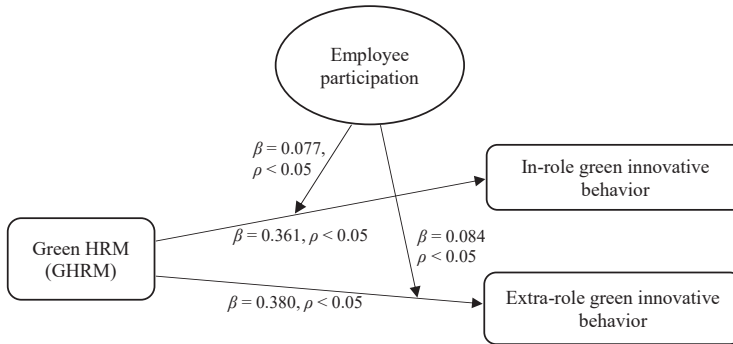 Employee
participation
β = 0.077,
ρ < 0.05
In-role green innovative
behavior
β = 0.361, ρ < 0.05
β = 0.084
ρ < 0.05
Green HRM
(GHRM)
β = 0.380, ρ < 0.05
Extra-role green innovative
behavior